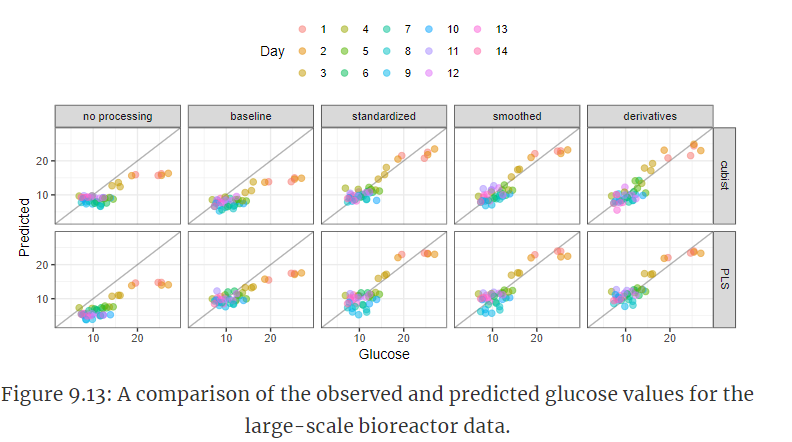 1 4 7 10 13
Day 2 5 8 11 14
3 6 9 12
no processing baseline standardized smoothed derivatives
20
10
cubist
Predicted
20
10
PLS
10 20 10 20 10 20 10 20 10 20
Glucose
Figure 9.13: A comparison of the observed and predicted glucose values for the
large-scale bioreactor data.